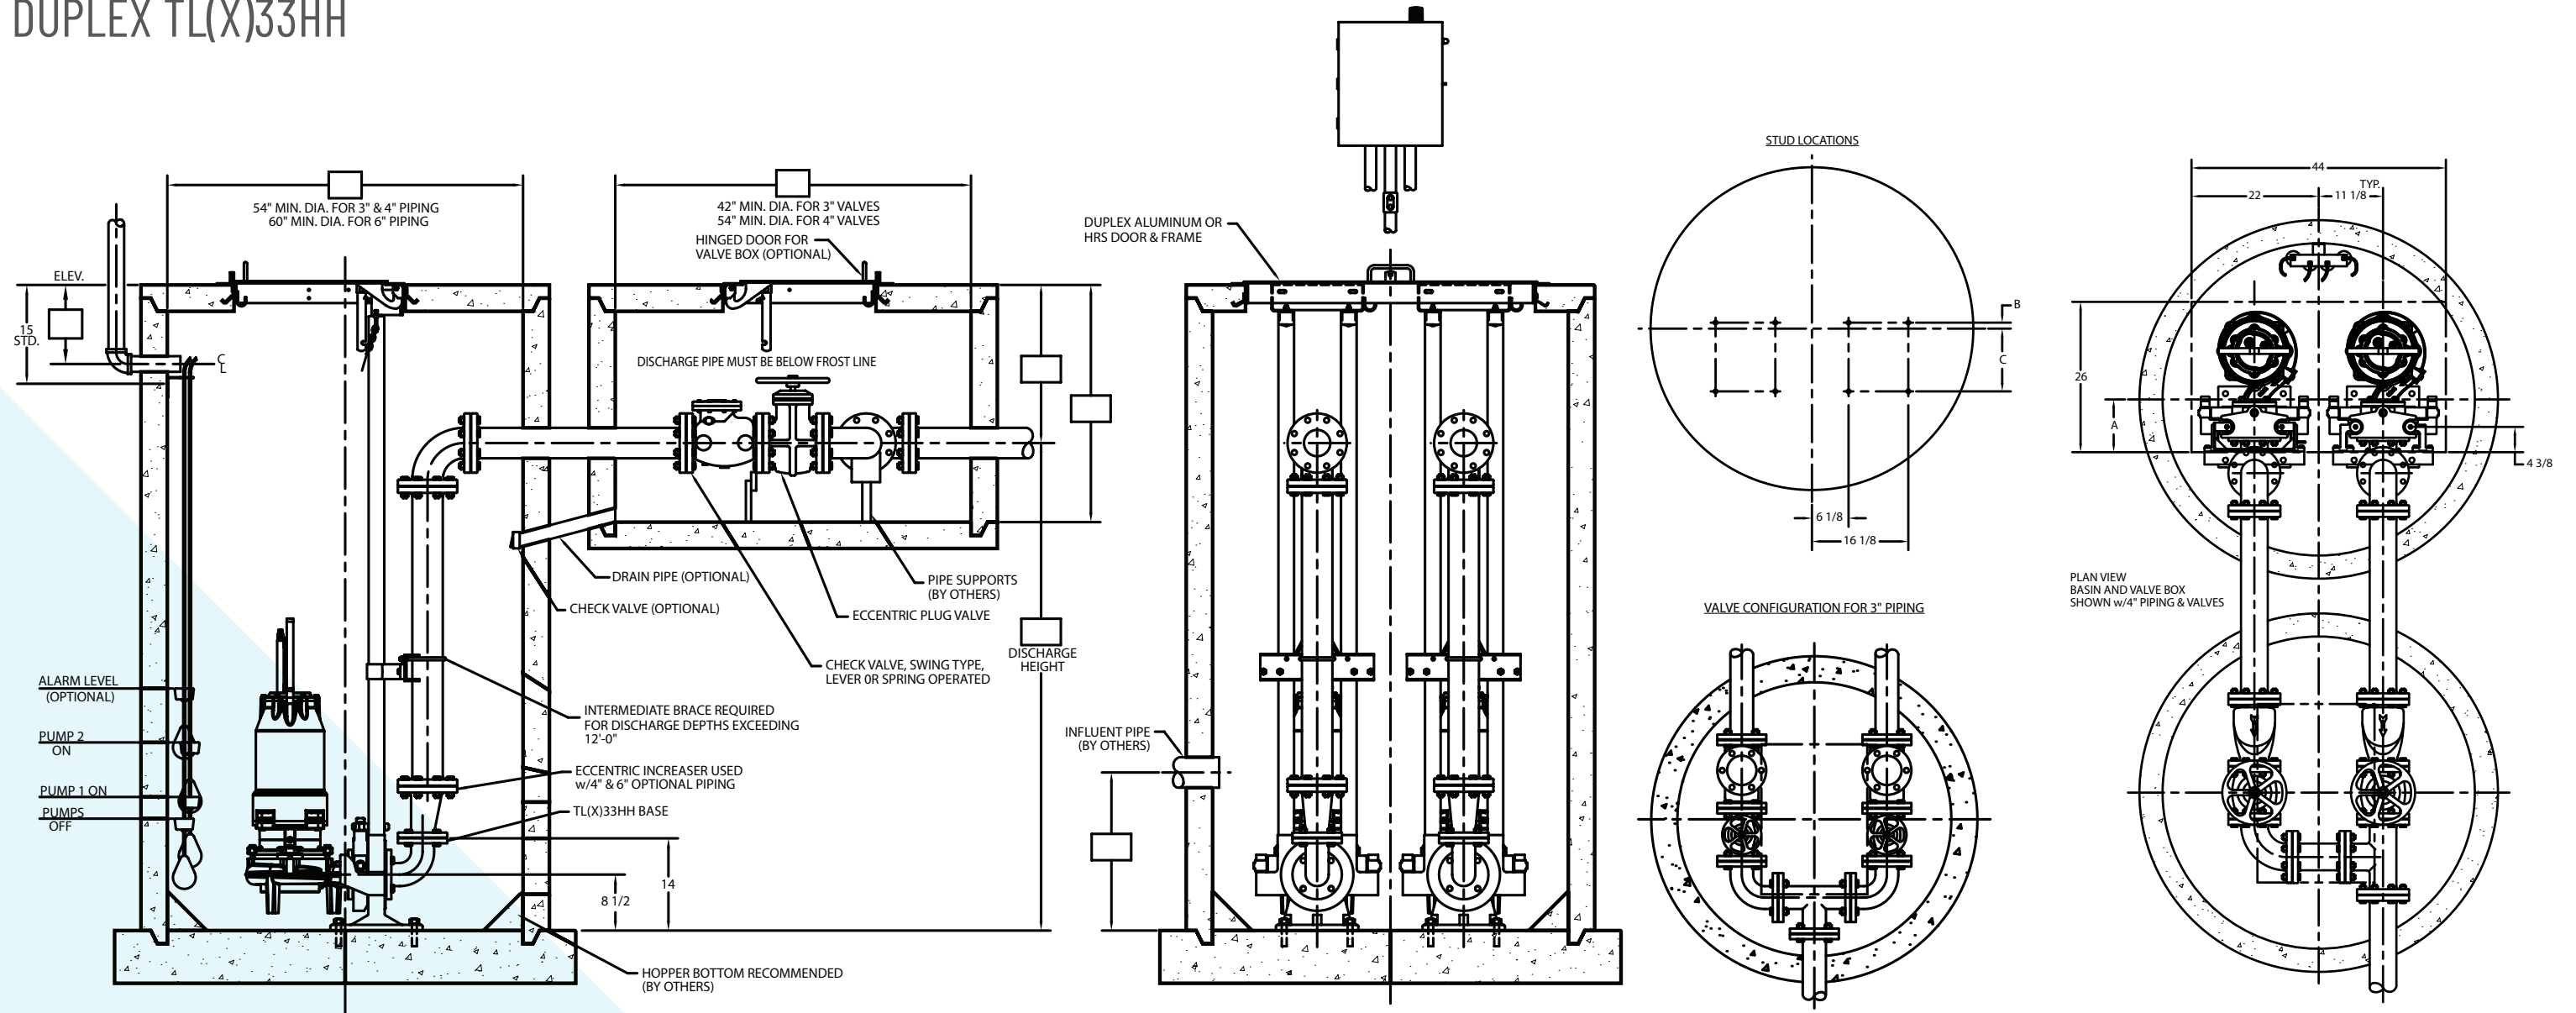 DUPLEX TL(X)33HH
54" MIN. DIA. FOR 3" & 4" PIPING
60" MIN. DIA. FOR 6" PIPING
42" MIN. DIA. FOR 3" VALVES
54" MIN. DIA. FOR 4" VALVES
HINGED DOOR FOR
VALVE BOX (OPTIONAL)
ELEV.
15
STD.
C
L
DISCHARGE PIPE MUST BE BELOW FROST LINE
DRAIN PIPE (OPTIONAL)
CHECK VALVE (OPTIONAL)
PIPE SUPPORTS
(BY OTHERS)
ECCENTRIC PLUG VALVE
CHECK VALVE, SWING TYPE,
LEVER OR SPRING OPERATED
DISCHARGE
HEIGHT
ALARM LEVEL
(OPTIONAL)
PUMP 2
ON
PUMP 1 ON
PUMPS
OFF
INTERMEDIATE BRACE REQUIRED
FOR DISCHARGE DEPTHS EXCEEDING
12'-0"
ECCENTRIC INCREASER USED
w/4" & 6" OPTIONAL PIPING
TL(X)33HH BASE
14
8 1/2
HOPPER BOTTOM RECOMMENDED
(BY OTHERS)
DUPLEX ALUMINUM OR
HRS DOOR & FRAME
INFLUENT PIPE
(BY OTHERS)
STUD LOCATIONS
B
C
6 1/8
16 1/8
VALVE CONFIGURATION FOR 3" PIPING
44
TYP.
22
11 1/8
26
A
4 3/8
PLAN VIEW
BASIN AND VALVE BOX
SHOWN w/4" PIPING & VALVES